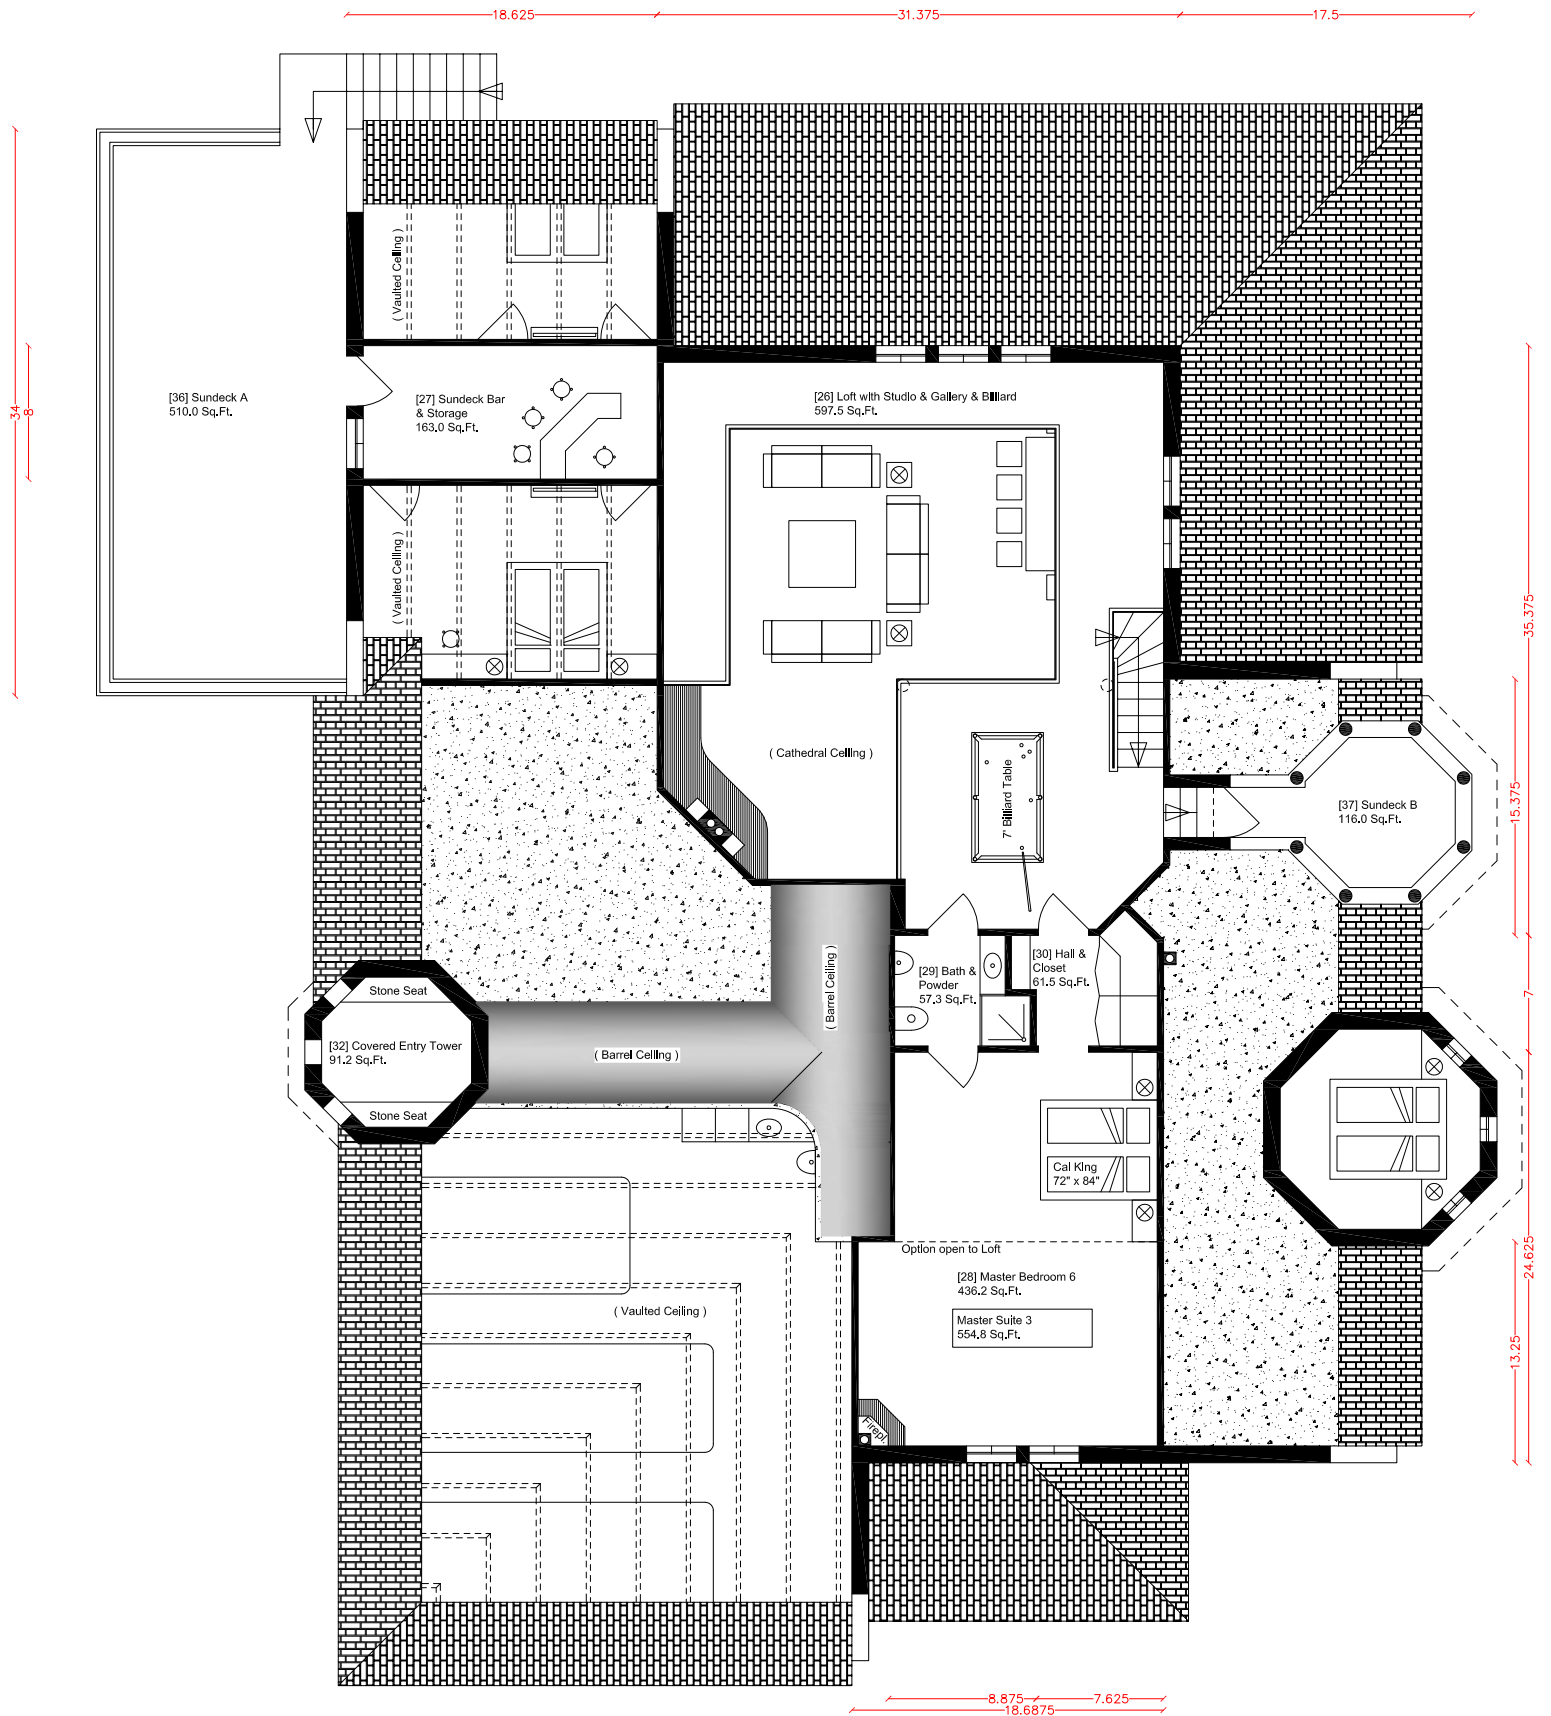 18.625
31.375
17.5
34
8
( Vaulted Ceiling )
[36] Sundeck A
510.0 Sq.Ft.
[27] Sundeck Bar
& Storage
163.0 Sq.Ft.
[26] Loft with Studio & Gallery & Billard
597.5 Sq.Ft.
( Vaulted Ceiling )
35.375
( Cathedral Ceiling )
7' Billiard Table
[37] Sundeck B
116.0 Sq.Ft.
15.375
Stone Seat
[32] Covered Entry Tower
91.2 Sq.Ft.
Stone Seat
( Barrel Ceiling )
( Barrel Ceiling )
[29] Bath &
Powder
57.3 Sq.Ft.
[30] Hall &
Closet
61.5 Sq.Ft.
7
Cal King
72" x 84"
Option open to Loft
24.625
[28] Master Bedroom 6
436.2 Sq.Ft.
Master Suite 3
554.8 Sq.Ft.
( Vaulted Ceiling )
13.25
Firepl.
8.875
7.625
18.6875